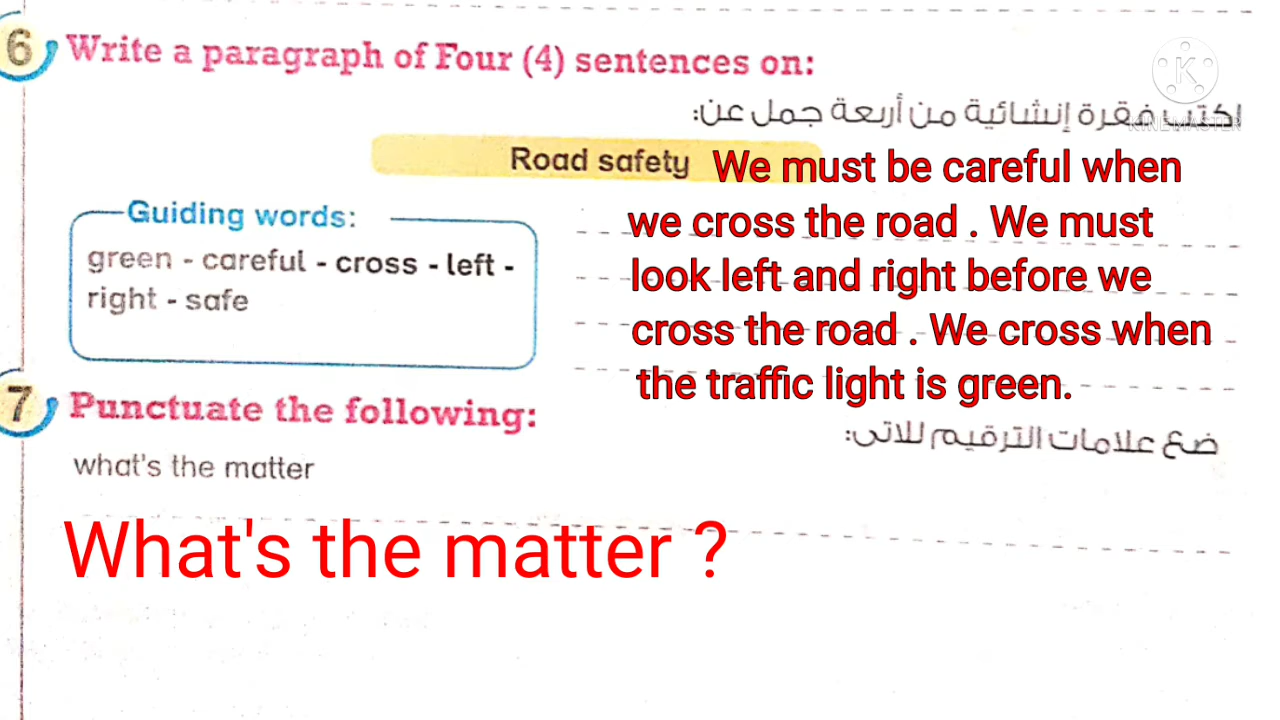 6 Write a paragraph of Four (4) sentences on:
اكتب فقرة إنشائية من أربعة جمل عن:
K
KINEMASTER
Road safety We must be careful when
we cross the road . We must
look left and right before we
cross the road . We cross when
the traffic light is green.
Guiding words:
green - careful - cross - left -
right - safe
7 Punctuate the following:
ضع علامات الترقيم للاتى:
what's the matter
What's the matter ?